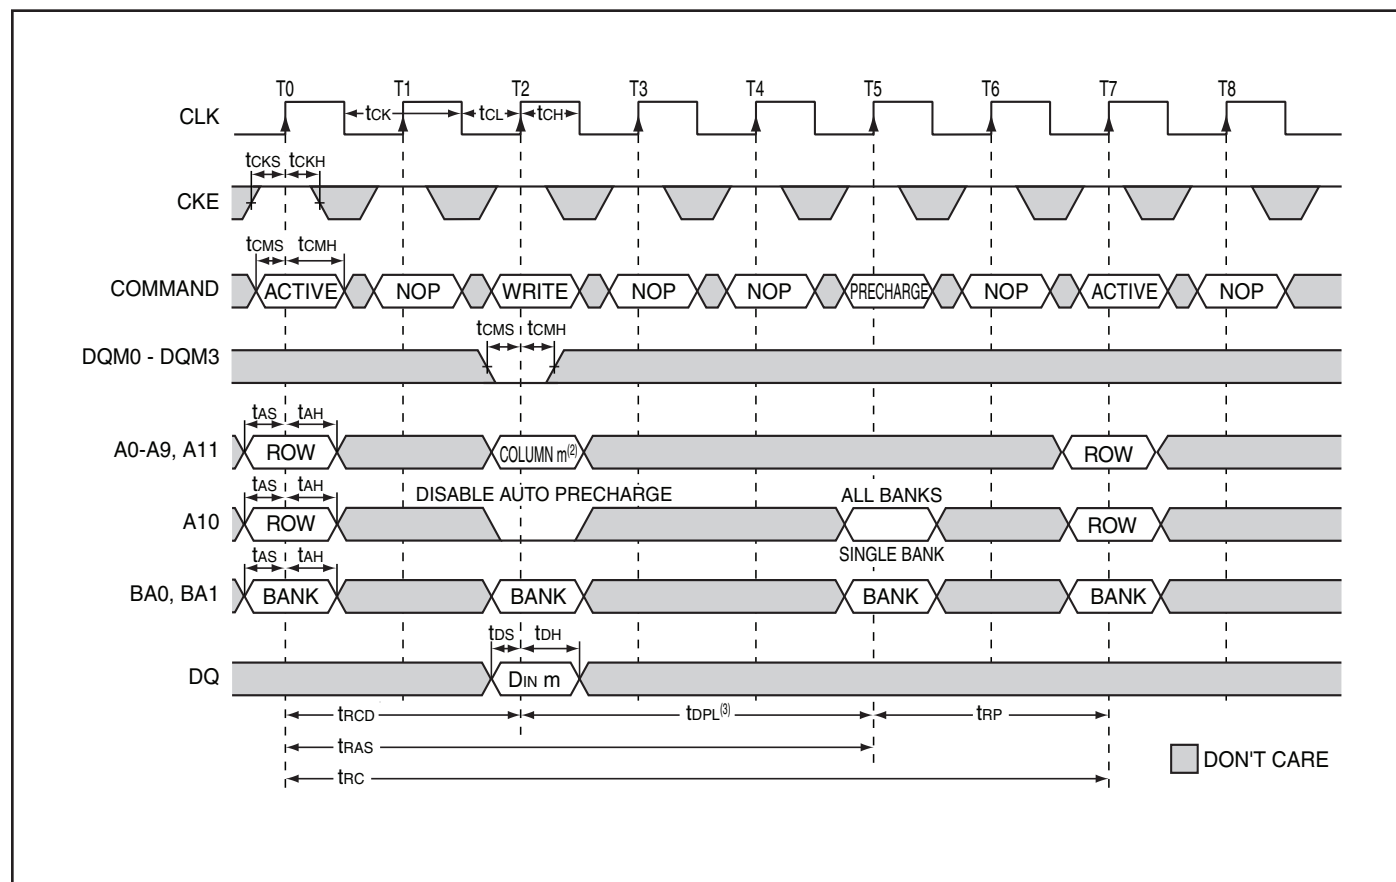 T0 T1 T2 T3 T4 T5 T6 T7 T8
CLK
tCK tCL tCH
tCKS tCKH
CKE
tCMS tCMH
COMMAND ACTIVE NOP WRITE NOP NOP PRECHARGE NOP ACTIVE NOP
tCMS tCMH
DQM0 - DQM3
tAS tAH
A0-A9, A11 ROW COLUMN m(2) ROW
tAS tAH DISABLE AUTO PRECHARGE ALL BANKS
A10 ROW ROW
tAS tAH SINGLE BANK
BA0, BA1 BANK BANK BANK BANK
tDS tDH
DQ DIN m
tRCD tDPL(3) tRP
tRAS
DON'T CARE
tRC